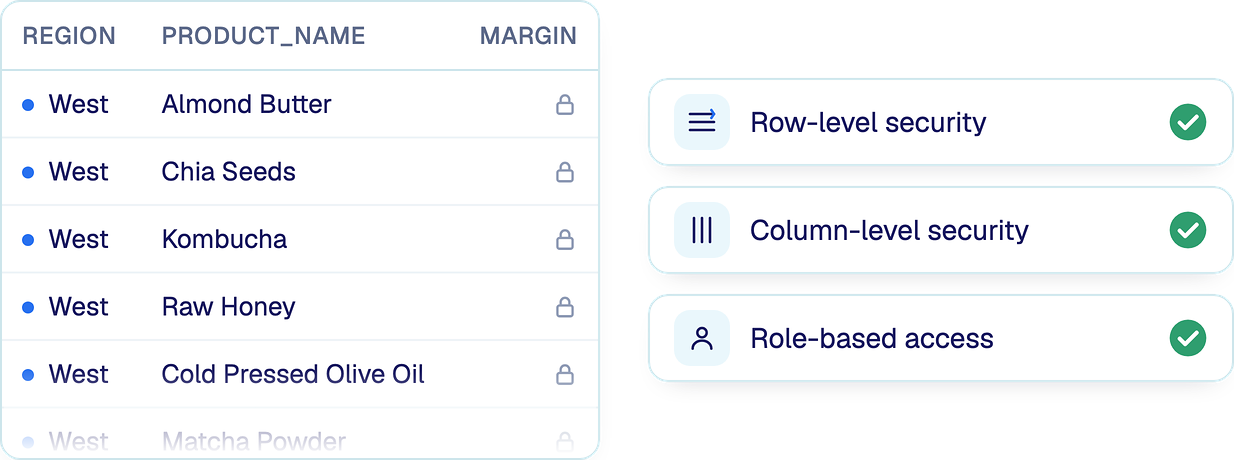 REGION PRODUCT_NAME MARGIN
West Almond Butter
West Chia Seeds
West Kombucha
West Raw Honey
West Cold Pressed Olive Oil
West Matcha Powder
Row-level security
Column-level security
Role-based access